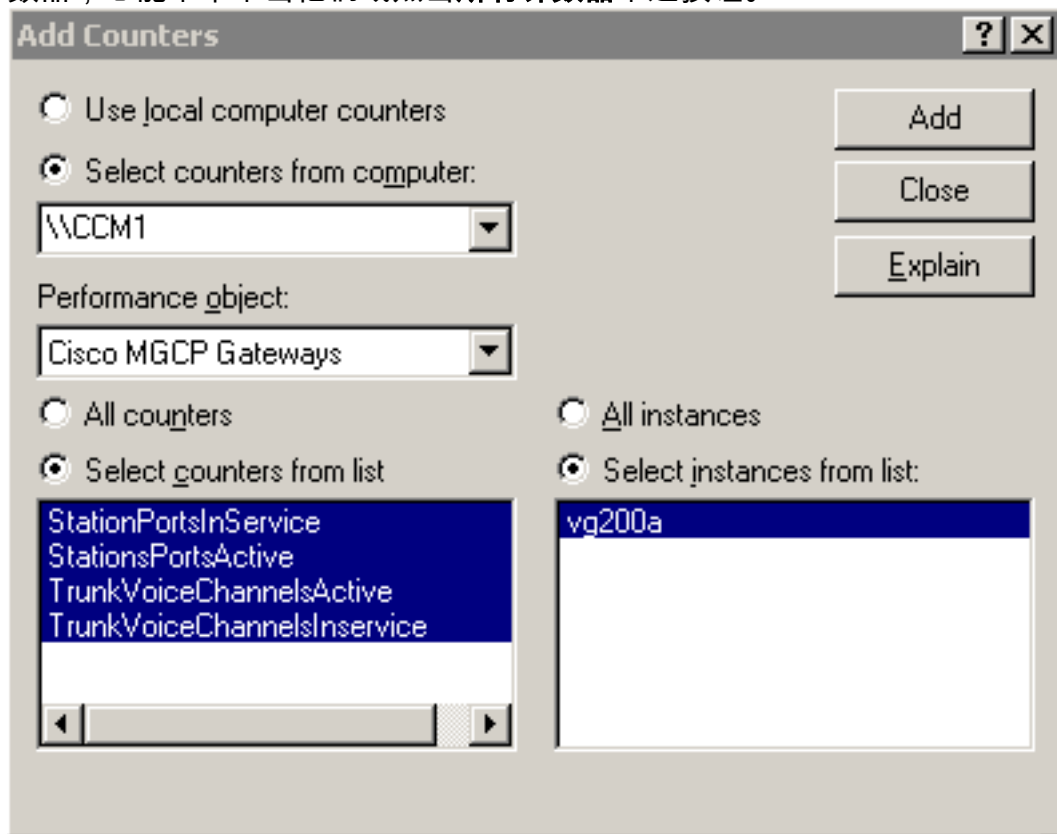 Add Counters
Use local computer counters
Add
Select counters from computer:
Close
\\CCM1
Explain
Performance object:
Cisco MGCP Gateways
All counters
All instances
Select counters from list
Select instances from list:
StationPortsInService
vg200a
StationsPortsActive
TrunkVoiceChannelsActive
TrunkVoiceChannelsInservice